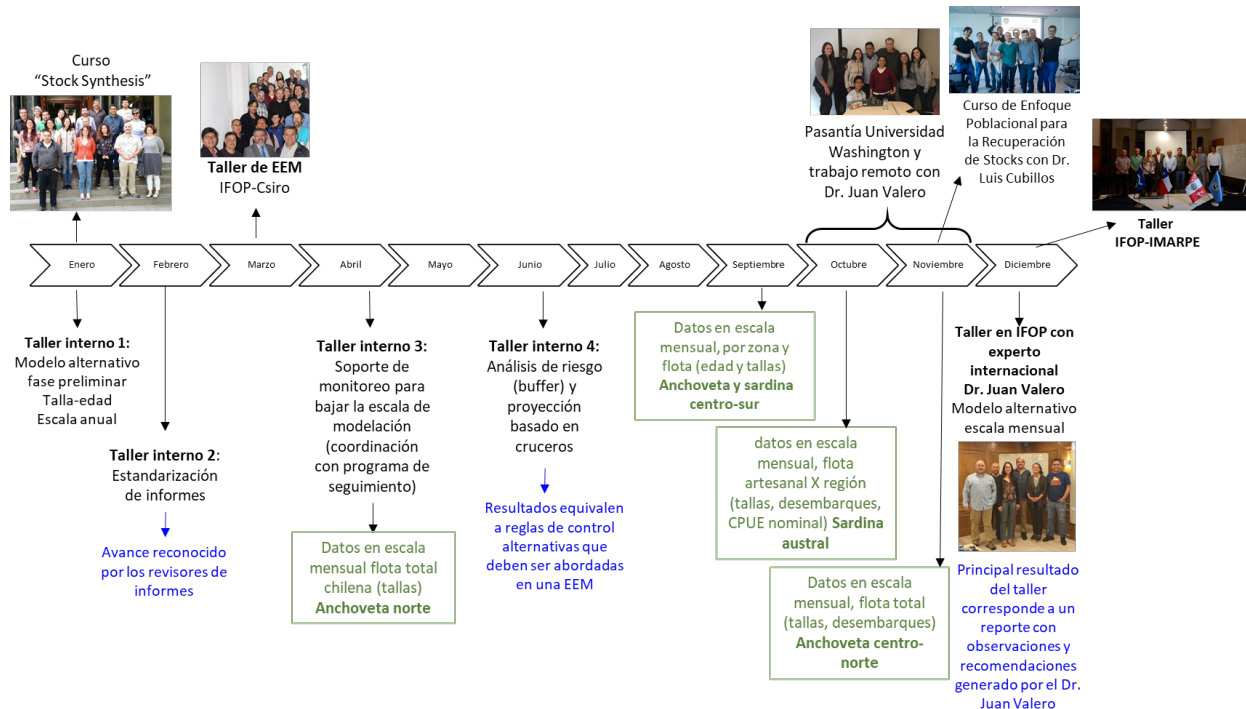 Curso
“Stock Synthesis”
Taller de EEM
IFOP-Csiro
Pasantía Universidad
Washington y
trabajo remoto con
Dr. Juan Valero
Curso de Enfoque
Poblacional para
la Recuperación
de Stocks con Dr.
Luis Cubillos
Taller
IFOP-IMARPE
Enero
Febrero
Marzo
Abril
Mayo
Junio
Julio
Agosto
Septiembre
Octubre
Noviembre
Diciembre
Taller interno 1:
Modelo alternativo
fase preliminar
Talla-edad
Escala anual
Taller interno 2:
Estandarización
de informes
Avance reconocido
por los revisores de
informes
Taller interno 3:
Soporte de
monitoreo para
bajar la escala de
modelación
(coordinación
con programa de
seguimiento)
Datos en escala
mensual flota total
chilena (tallas)
Anchoveta norte
Taller interno 4:
Análisis de riesgo
(buffer) y
proyección
basado en
cruceros
Resultados equivalen
a reglas de control
alternativas que
deben ser abordadas
en una EEM
Datos en escala
mensual, por zona y
flota (edad y tallas)
Anchoveta y sardina
centro-sur
datos en escala
mensual, flota
artesanal X región
(tallas, desembarques,
CPUE nominal) Sardina
austral
Datos en escala
mensual, flota total
(tallas, desembarques)
Anchoveta centro-
norte
Taller en IFOP con
experto
internacional
Dr. Juan Valero
Modelo alternativo
escala mensual
Principal resultado
del taller
corresponde a un
reporte con
observaciones y
recomendaciones
generado por el Dr.
Juan Valero